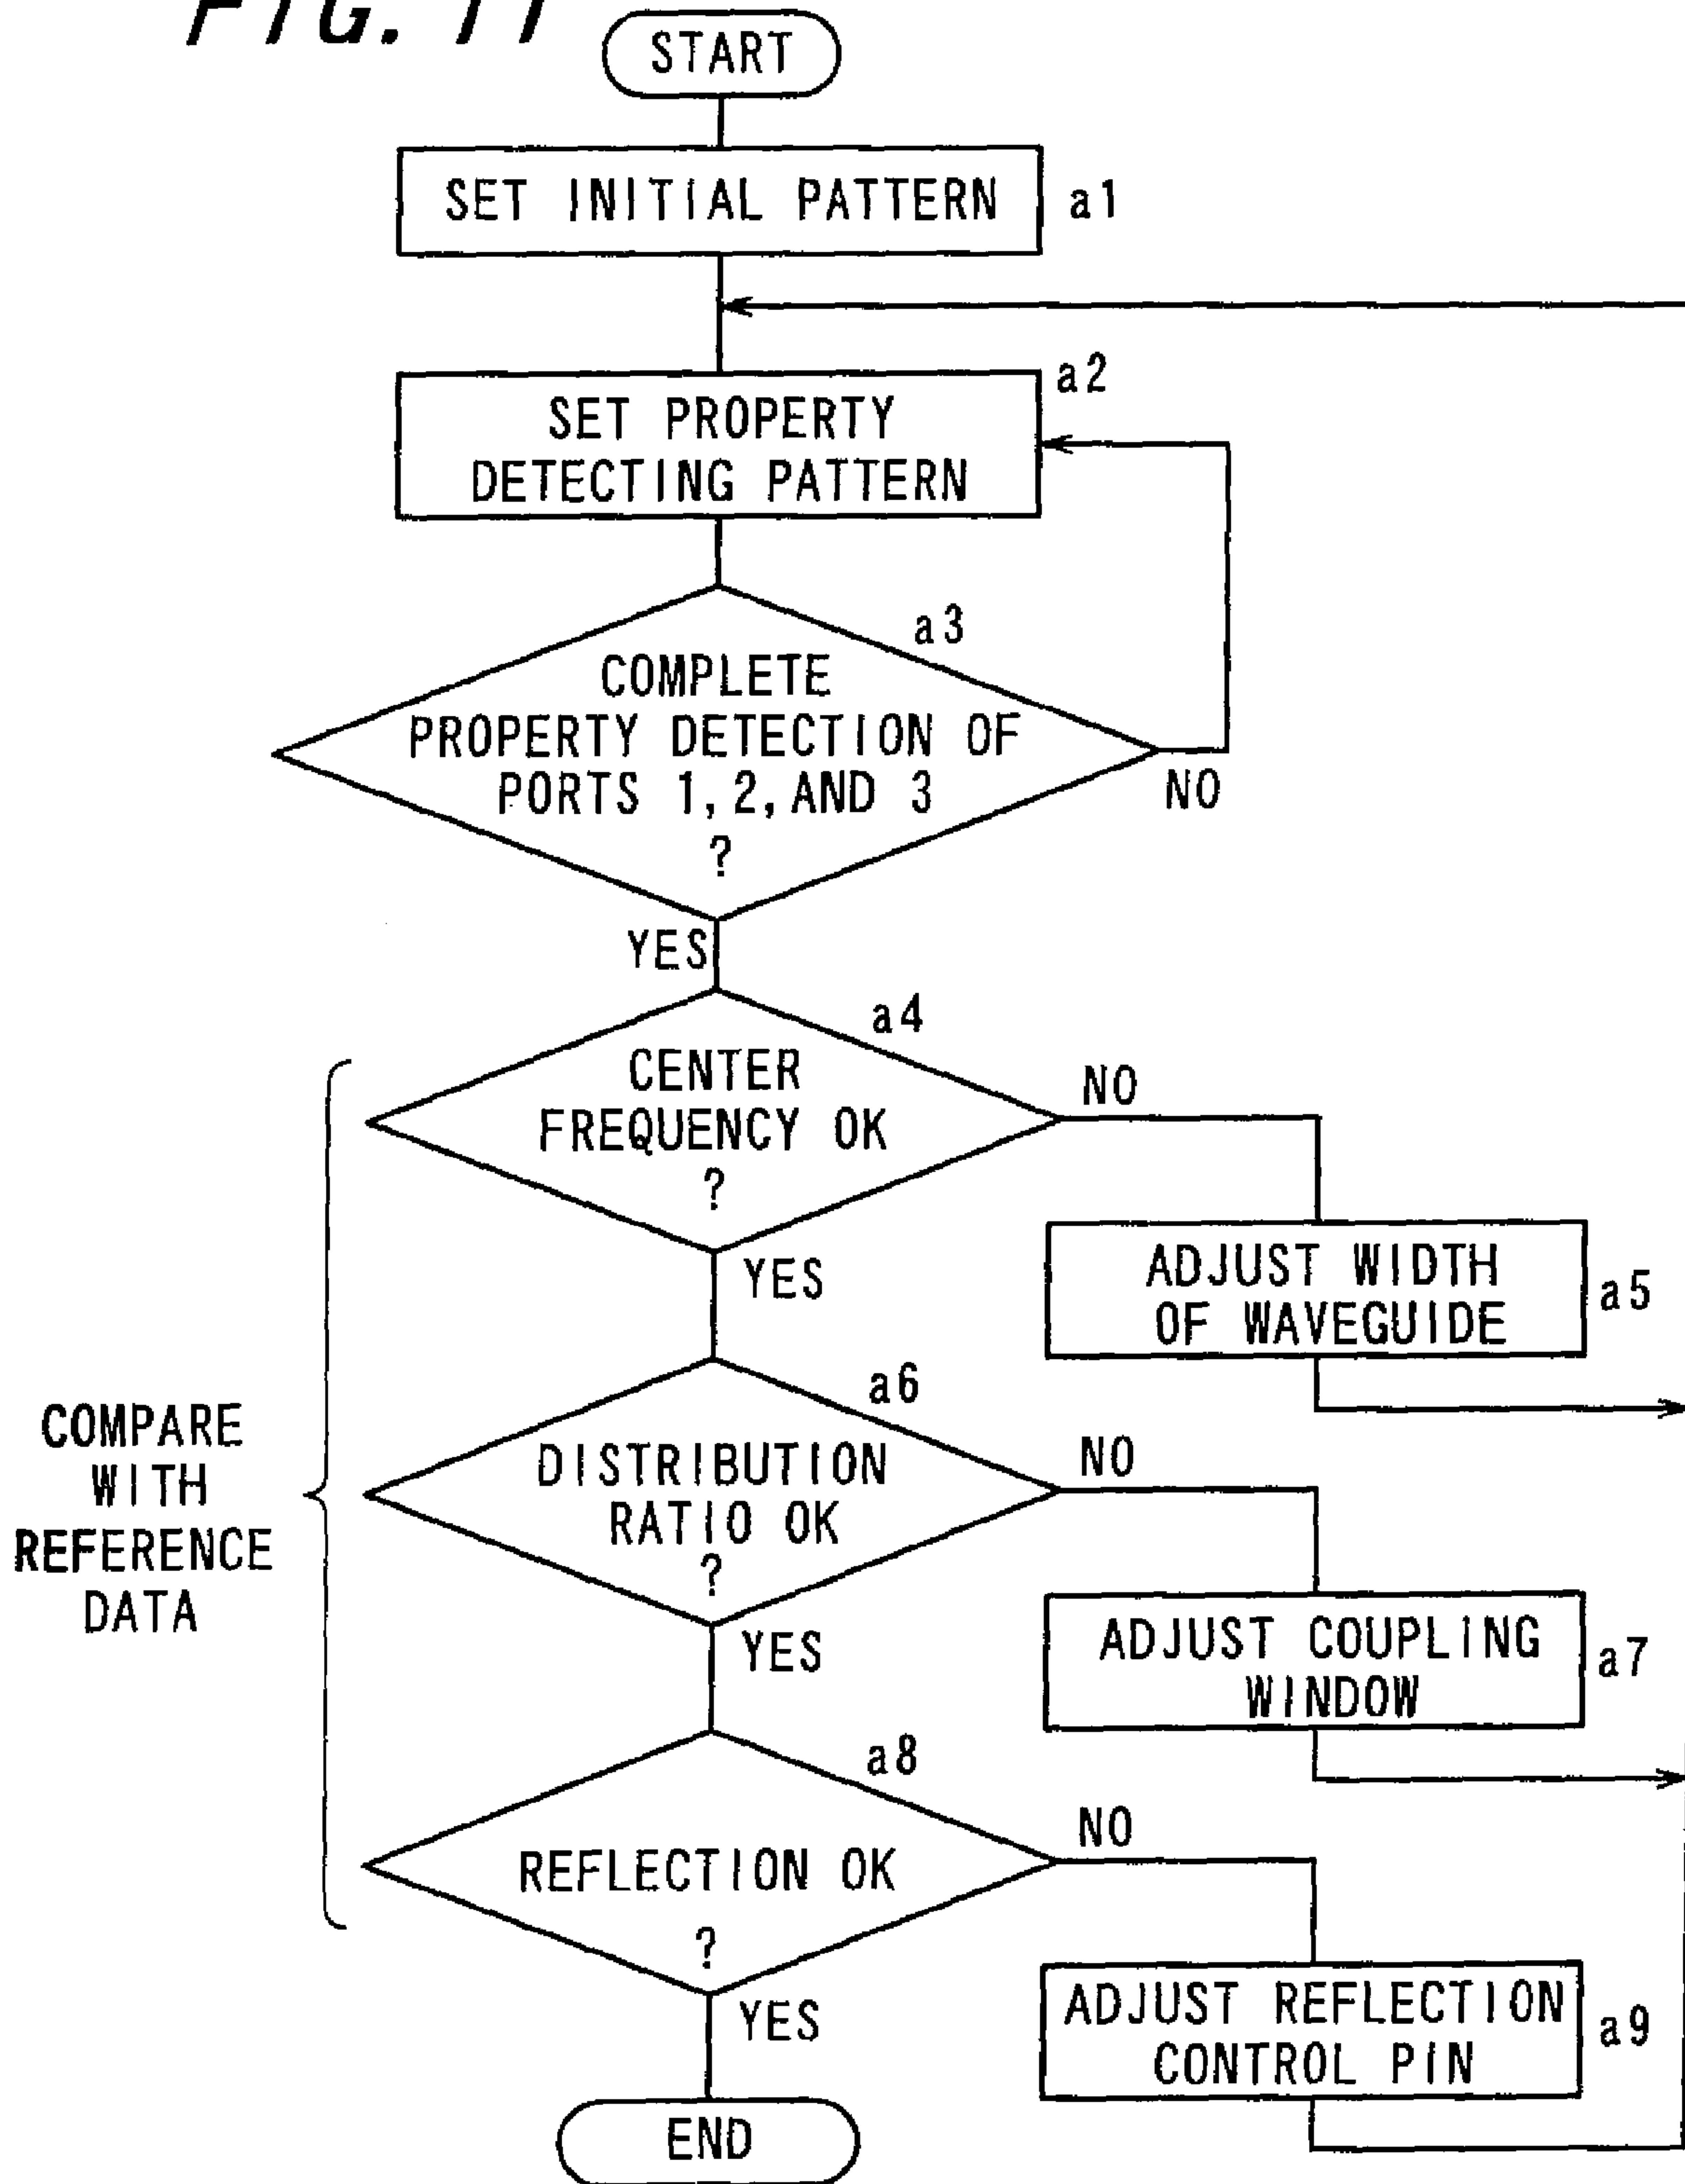 FIG. 11
START
SET INITIAL PATTERN
a1
a2
SET PROPERTY
DETECTING PATTERN
a3
COMPLETE
PROPERTY DETECTION OF
PORTS 1, 2, AND 3
?
NO
YES
a4
CENTER
FREQUENCY OK
?
NO
YES
ADJUST WIDTH
OF WAVEGUIDE
a5
a6
DISTRIBUTION
RATIO OK
?
NO
YES
COMPARE
WITH
REFERENCE
DATA
ADJUST COUPLING
WINDOW
a7
a8
REFLECTION OK
?
NO
YES
ADJUST REFLECTION
CONTROL PIN
a9
END